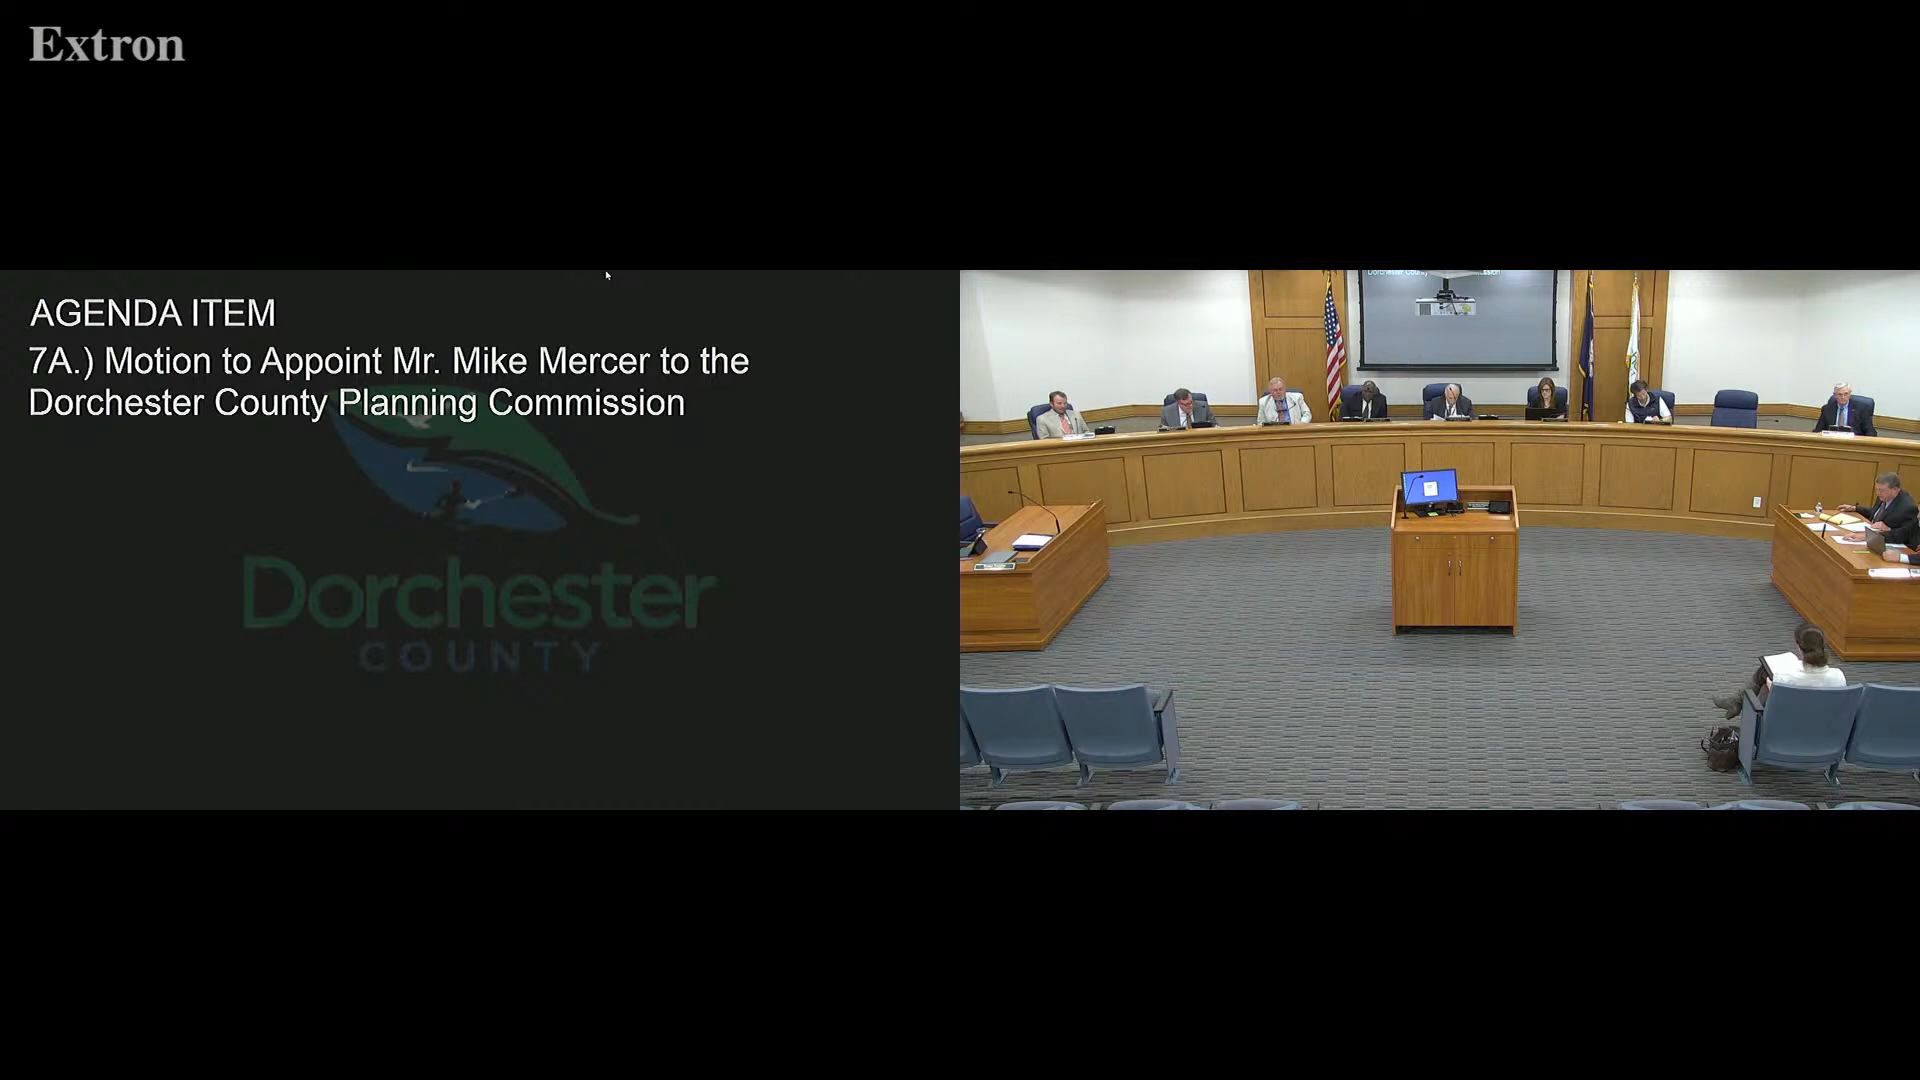 Extron
AGENDA ITEM
7A.) Motion to Appoint Mr. Mike Mercer to the
Dorchester County Planning Commission
Dorchester
COUNTY